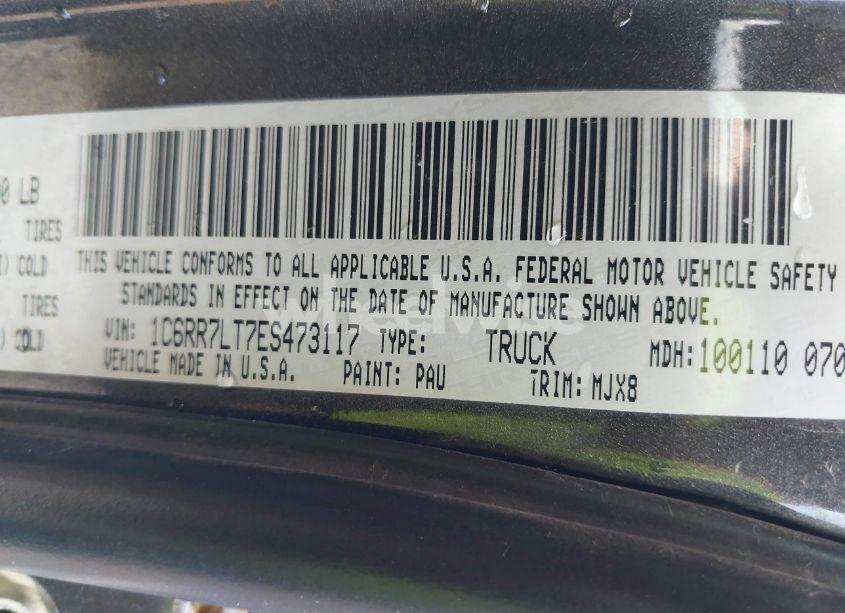 0 LB
TIRES
THIS VEHICLE CONFORMS TO ALL APPLICABLE U.S.A. FEDERAL MOTOR VEHICLE SAFETY
COLD
STANDARDS IN EFFECT ON THE DATE OF MANUFACTURE SHOWN ABOVE.
TIRES
wheelwise
VIN: 1C6RR7LT7ES473117 TYPE: TRUCK MDH: 100110 070
COLD
VEHICLE MADE IN U.S.A. PAINT: PAU TRIM: MJX8